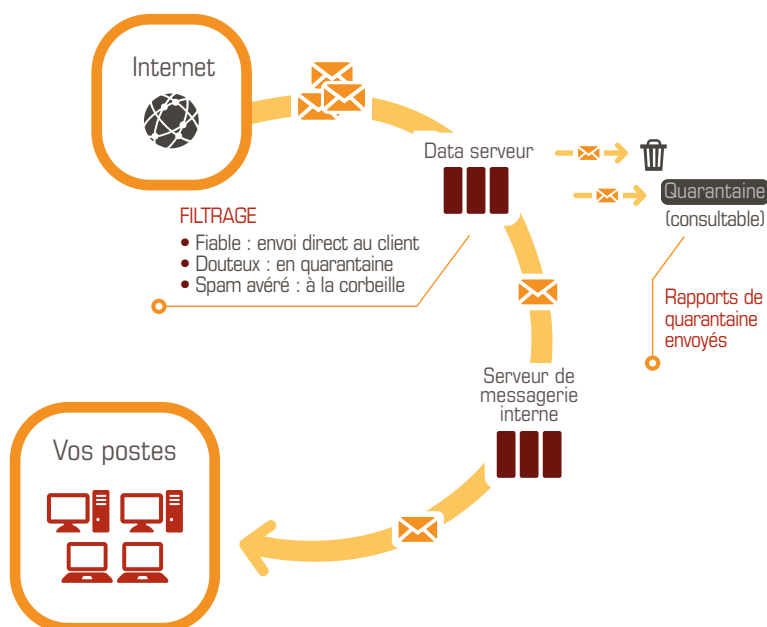 Internet
Data serveur
Quarantaine
(consultable)
FILTRAGE
• Fiable : envoi direct au client
• Douteux : en quarantaine
• Spam avéré : à la corbeille
Rapports de
quarantaine
envoyés
Serveur de
messagerie
interne
Vos postes